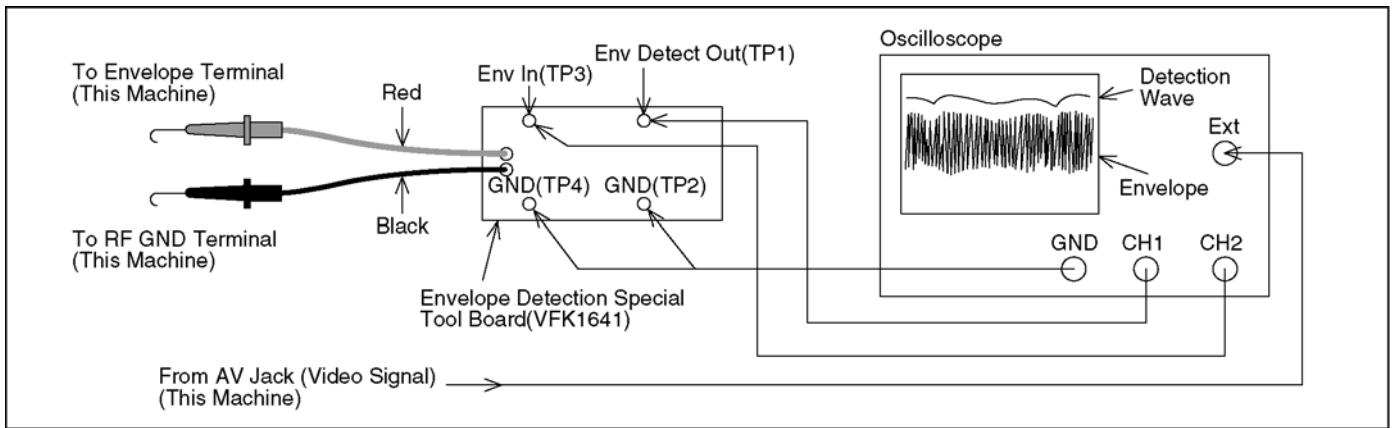 Oscilloscope
To Envelope Terminal
(This Machine)
Red
Env In(TP3)
Env Detect Out(TP1)
Detection
Wave
Ext
Envelope
GND(TP4)
GND(TP2)
Black
To RF GND Terminal
(This Machine)
GND
CH1
CH2
Envelope Detection Special
Tool Board(VFK1641)
From AV Jack (Video Signal)
(This Machine)